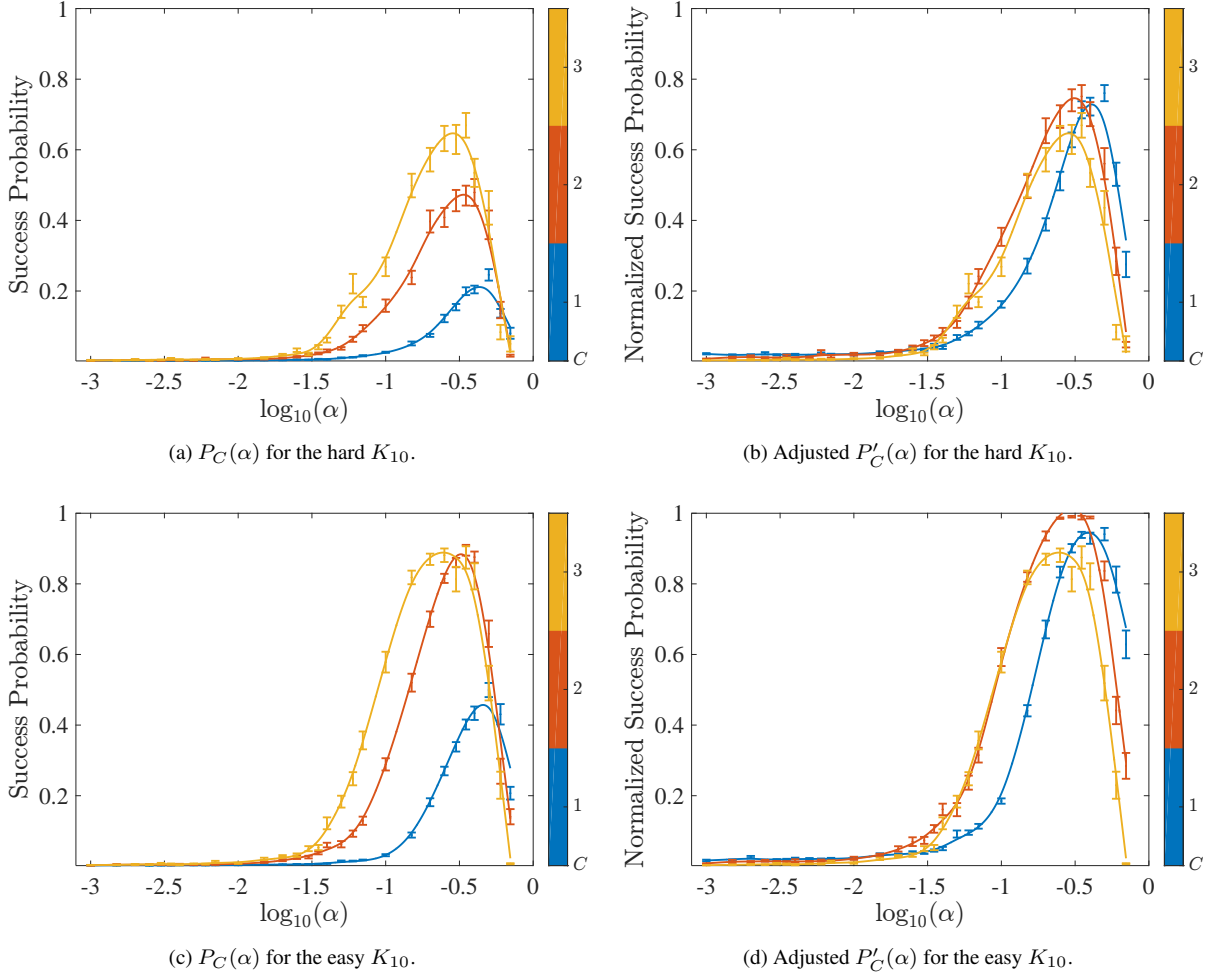 1
0.8
0.6
0.4
0.2
Success Probability
-3 -2.5 -2 -1.5 -1 -0.5 0
log10(α)
3
2
1
C
(a) P_C(α) for the hard K_10.
1
0.8
0.6
0.4
0.2
Normalized Success Probability
-3 -2.5 -2 -1.5 -1 -0.5 0
log10(α)
3
2
1
C
(b) Adjusted P'_C(α) for the hard K_10.
1
0.8
0.6
0.4
0.2
Success Probability
-3 -2.5 -2 -1.5 -1 -0.5 0
log10(α)
3
2
1
C
(c) P_C(α) for the easy K_10.
1
0.8
0.6
0.4
0.2
Normalized Success Probability
-3 -2.5 -2 -1.5 -1 -0.5 0
log10(α)
3
2
1
C
(d) Adjusted P'_C(α) for the easy K_10.